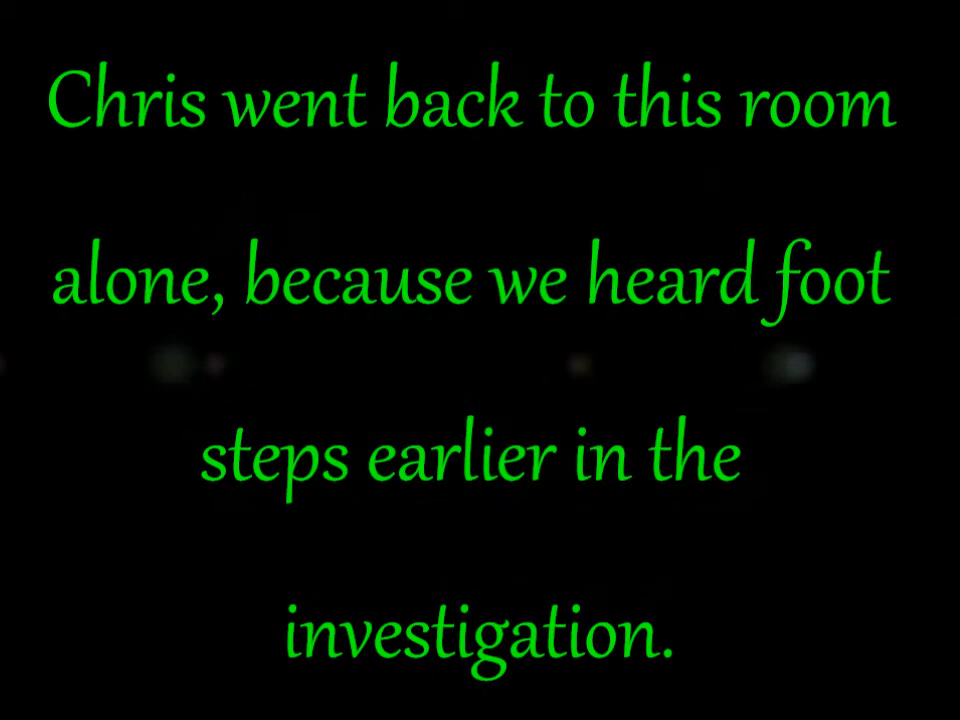 Chris went back to this room
alone, because we heard foot
steps earlier in the
investigation.